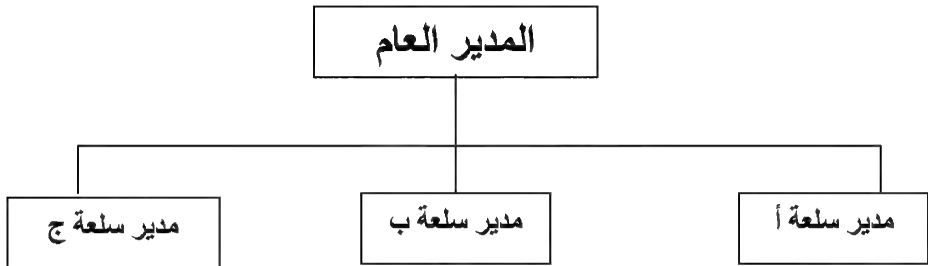 المدير العام
مدير سلعة أ
مدير سلعة ب
مدير سلعة ج